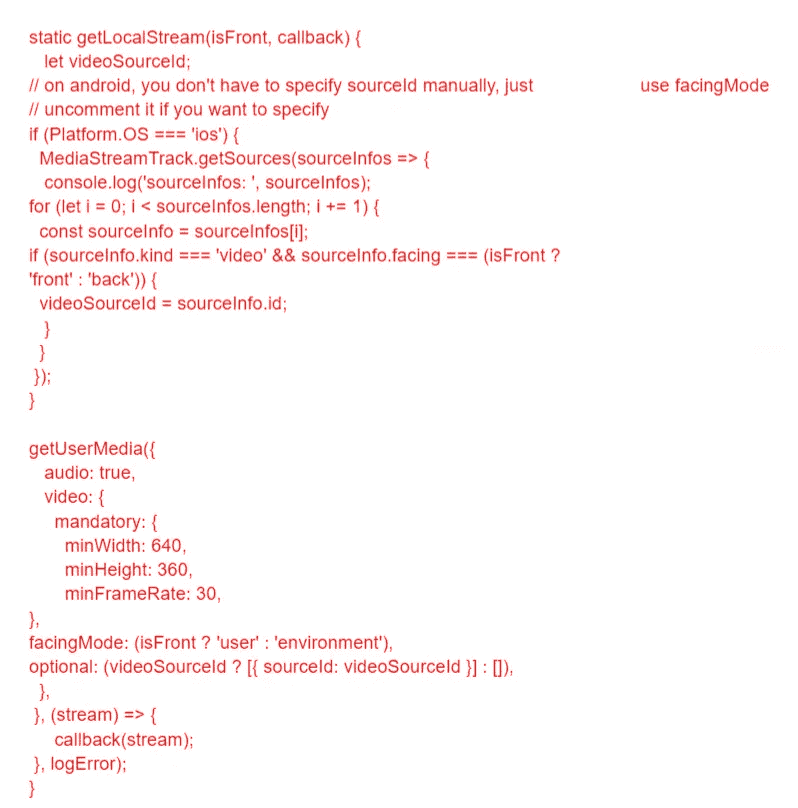 static getLocalStream(isFront, callback) {
let videoSourceId;
// on android, you don't have to specify sourceId manually, just use facingMode
// uncomment it if you want to specify
if (Platform.OS === 'ios') {
MediaStreamTrack.getSources(sourceInfos => {
console.log('sourceInfos: ', sourceInfos);
for (let i = 0; i < sourceInfos.length; i += 1) {
const sourceInfo = sourceInfos[i];
if (sourceInfo.kind === 'video' && sourceInfo.facing === (isFront ?
'front' : 'back')) {
videoSourceId = sourceInfo.id;
}
}
});
}
getUserMedia({
audio: true,
video: {
mandatory: {
minWidth: 640,
minHeight: 360,
minFrameRate: 30,
},
facingMode: (isFront ? 'user' : 'environment'),
optional: (videoSourceId ? [{ sourceId: videoSourceId }] : []),
},
}, (stream) => {
callback(stream);
}, logError);
}